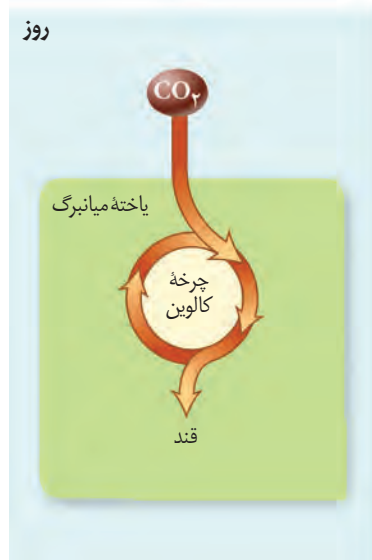 روز
CO۲
یاختهٔ میانبرگ
چرخهٔ
کالوین
قند